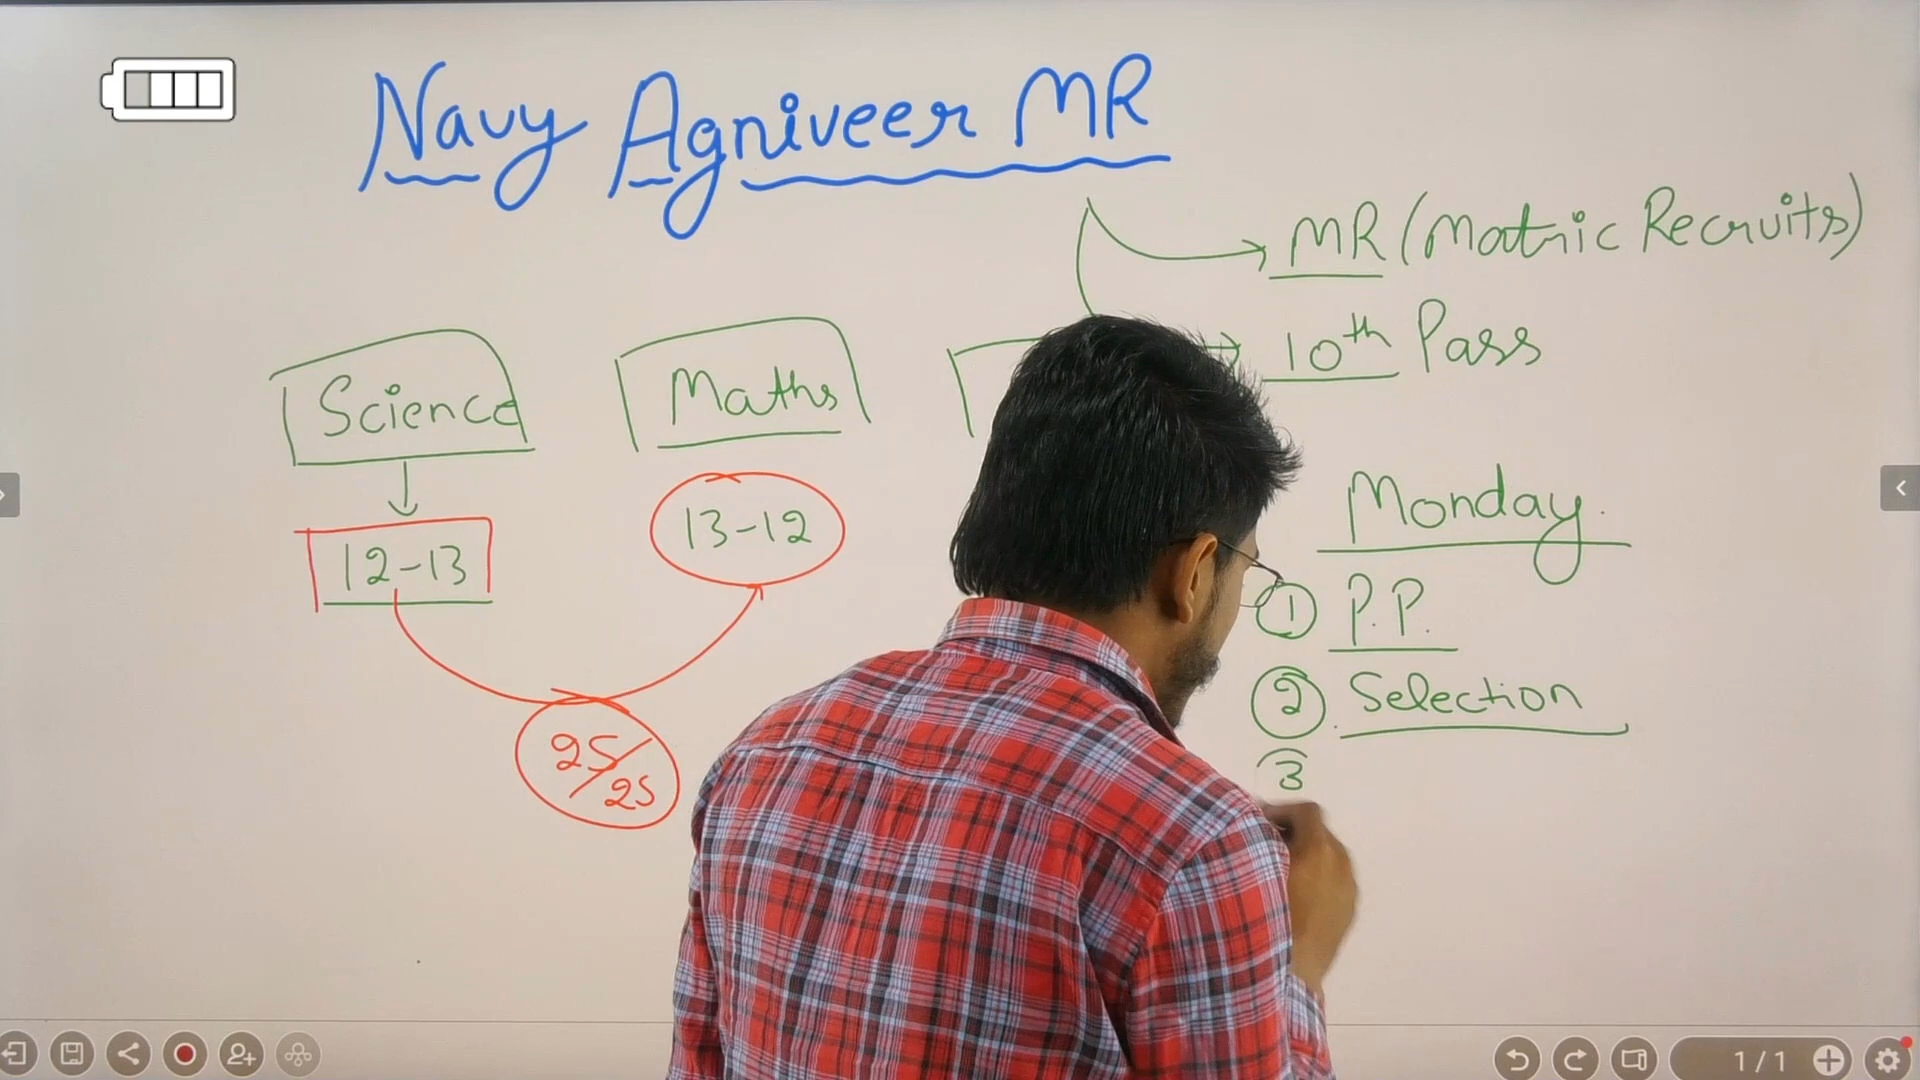 Navy Agniveer MR
MR (Matric Recruits)
10th Pass
Science
Maths
12-13
13-12
25/25
Monday
1 P.P.
2 Selection
3
1/1